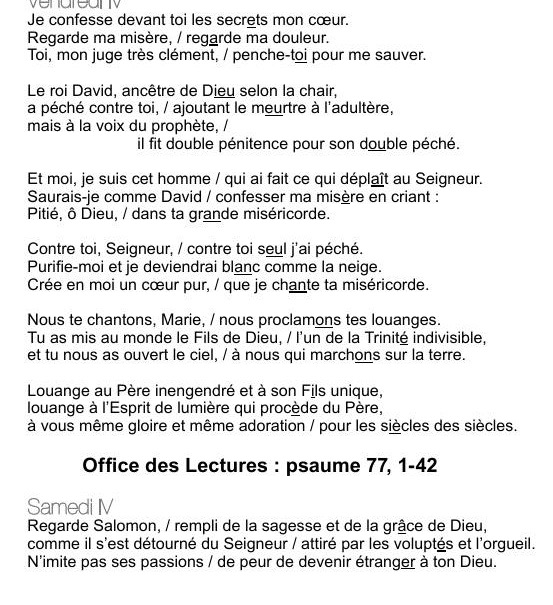 Vendredi IV
Je confesse devant toi les secrets mon cœur.
Regarde ma misère, / regarde ma douleur.
Toi, mon juge très clément, / penche-toi pour me sauver.
Le roi David, ancêtre de Dieu selon la chair,
a péché contre toi, / ajoutant le meurtre à l'adultère,
mais à la voix du prophète, /
il fit double pénitence pour son double péché.
Et moi, je suis cet homme / qui ai fait ce qui déplaît au Seigneur.
Saurais-je comme David / confesser ma misère en criant :
Pitié, ô Dieu, / dans ta grande miséricorde.
Contre toi, Seigneur, / contre toi seul j'ai péché.
Purifie-moi et je deviendrai blanc comme la neige.
Crée en moi un cœur pur, / que je chante ta miséricorde.
Nous te chantons, Marie, / nous proclamons tes louanges.
Tu as mis au monde le Fils de Dieu, / l'un de la Trinité indivisible,
et tu nous as ouvert le ciel, / à nous qui marchons sur la terre.
Louange au Père inengendré et à son Fils unique,
louange à l'Esprit de lumière qui procède du Père,
à vous même gloire et même adoration / pour les siècles des siècles.
Office des Lectures : psaume 77, 1-42
Samedi IV
Regarde Salomon, / rempli de la sagesse et de la grâce de Dieu,
comme il s'est détourné du Seigneur / attiré par les voluptés et l'orgueil.
N'imite pas ses passions / de peur de devenir étranger à ton Dieu.